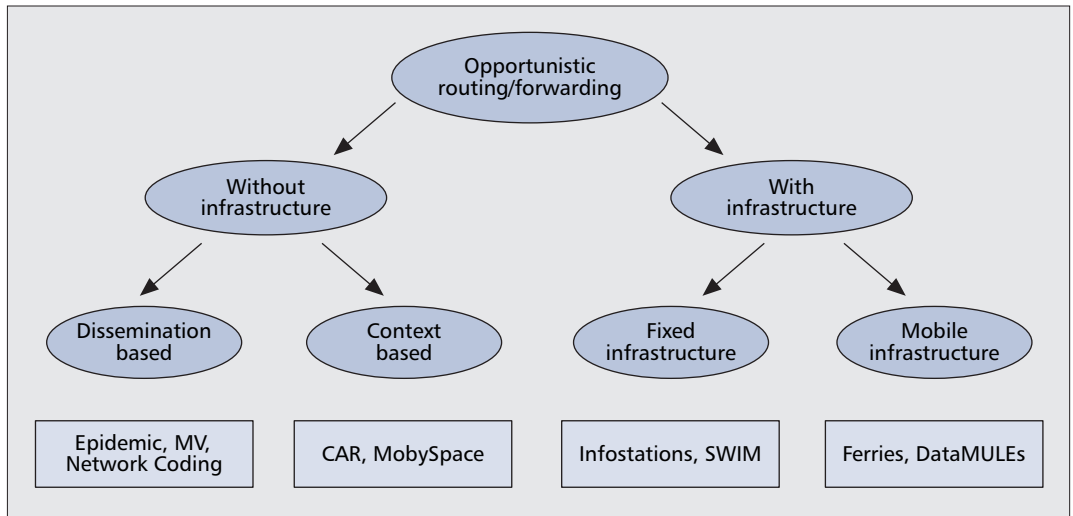 Opportunistic
routing/forwarding
Without
infrastructure
With
infrastructure
Dissemination
based
Context
based
Fixed
infrastructure
Mobile
infrastructure
Epidemic, MV,
Network Coding
CAR, MobySpace
Infostations, SWIM
Ferries, DataMULEs